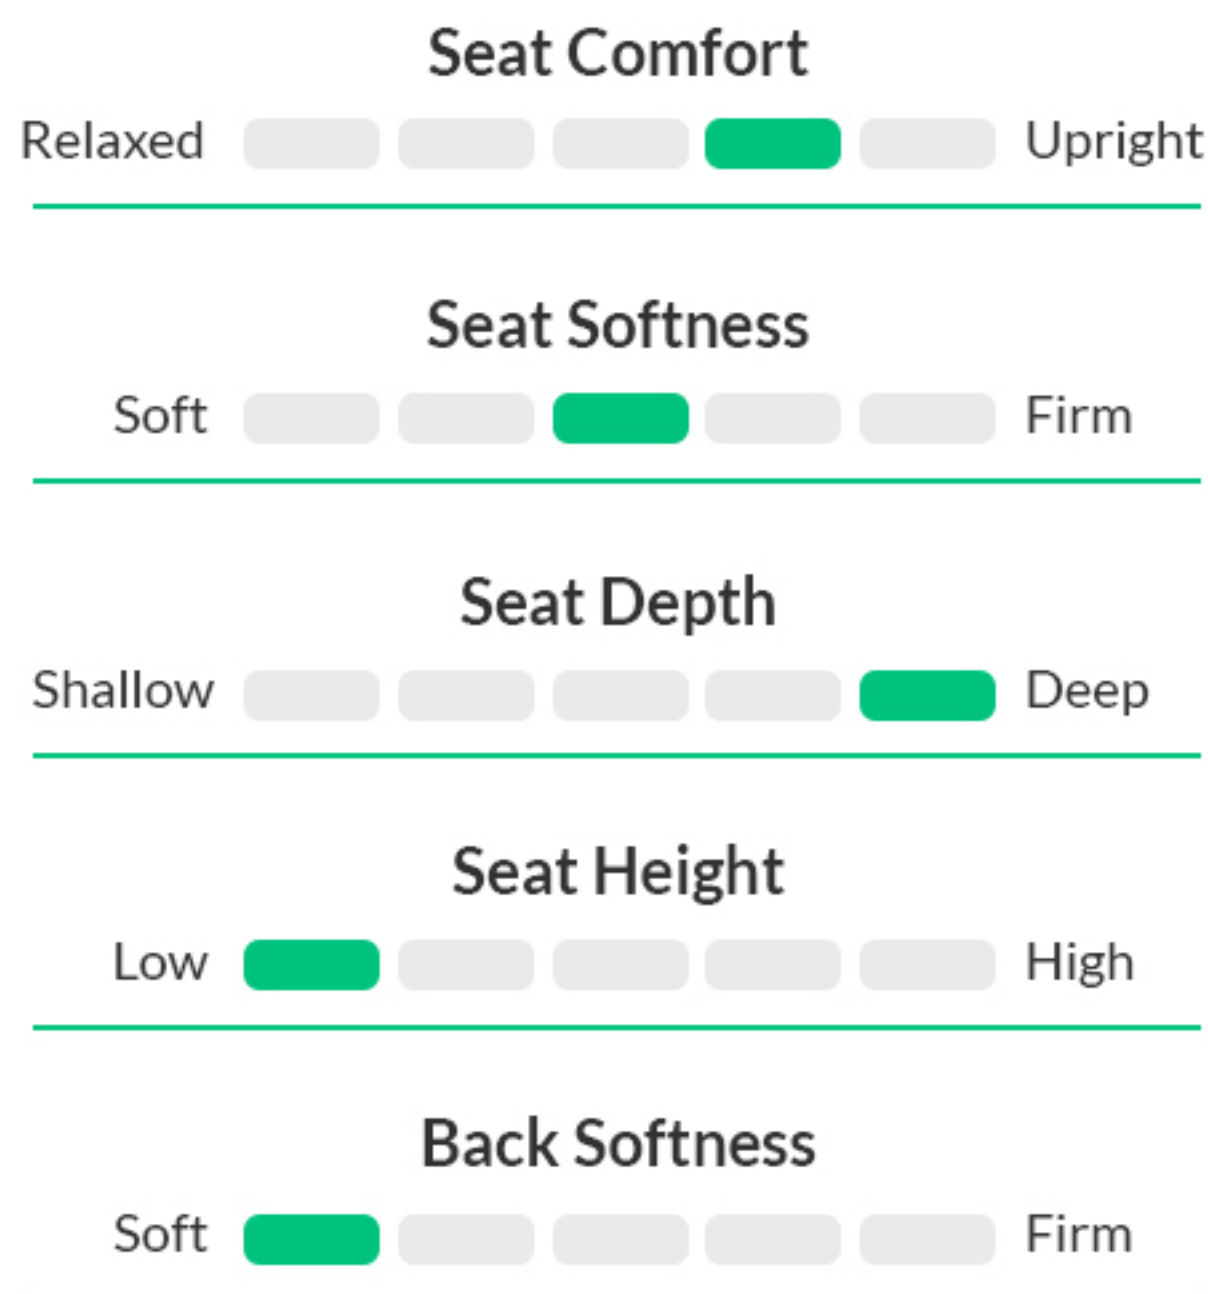 Seat Comfort
Relaxed Upright
Seat Softness
Soft Firm
Seat Depth
Shallow Deep
Seat Height
Low High
Back Softness
Soft Firm